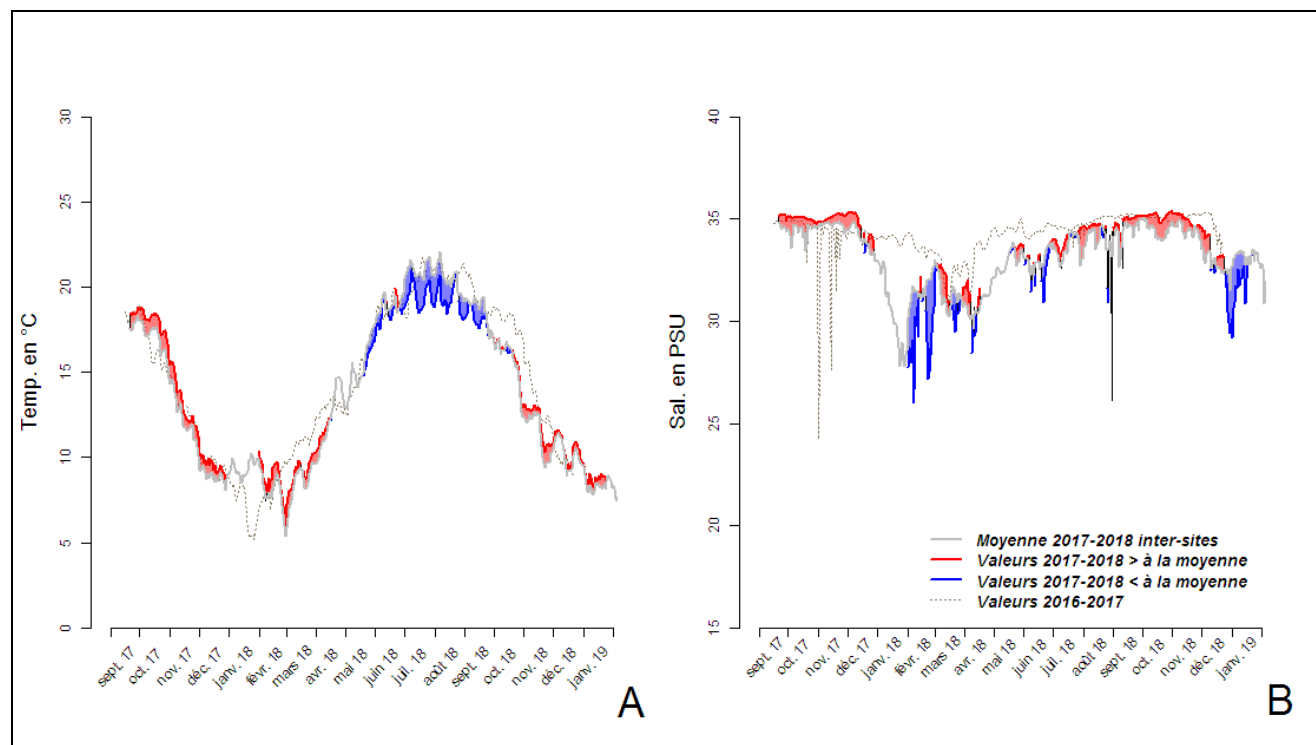 Temp. en °C
30
25
20
15
10
5
0
sept. 17
oct. 17
nov. 17
déc. 17
janv. 18
févr. 18
mars 18
avr. 18
mai 18
juin 18
juil. 18
août 18
sept. 18
oct. 18
nov. 18
déc. 18
janv. 19
A
Sal. en PSU
40
35
30
25
20
15
Moyenne 2017-2018 inter-sites
Valeurs 2017-2018 > à la moyenne
Valeurs 2017-2018 < à la moyenne
Valeurs 2016-2017
sept. 17
oct. 17
nov. 17
déc. 17
janv. 18
févr. 18
mars 18
avr. 18
mai 18
juin 18
juil. 18
août 18
sept. 18
oct. 18
nov. 18
déc. 18
janv. 19
B